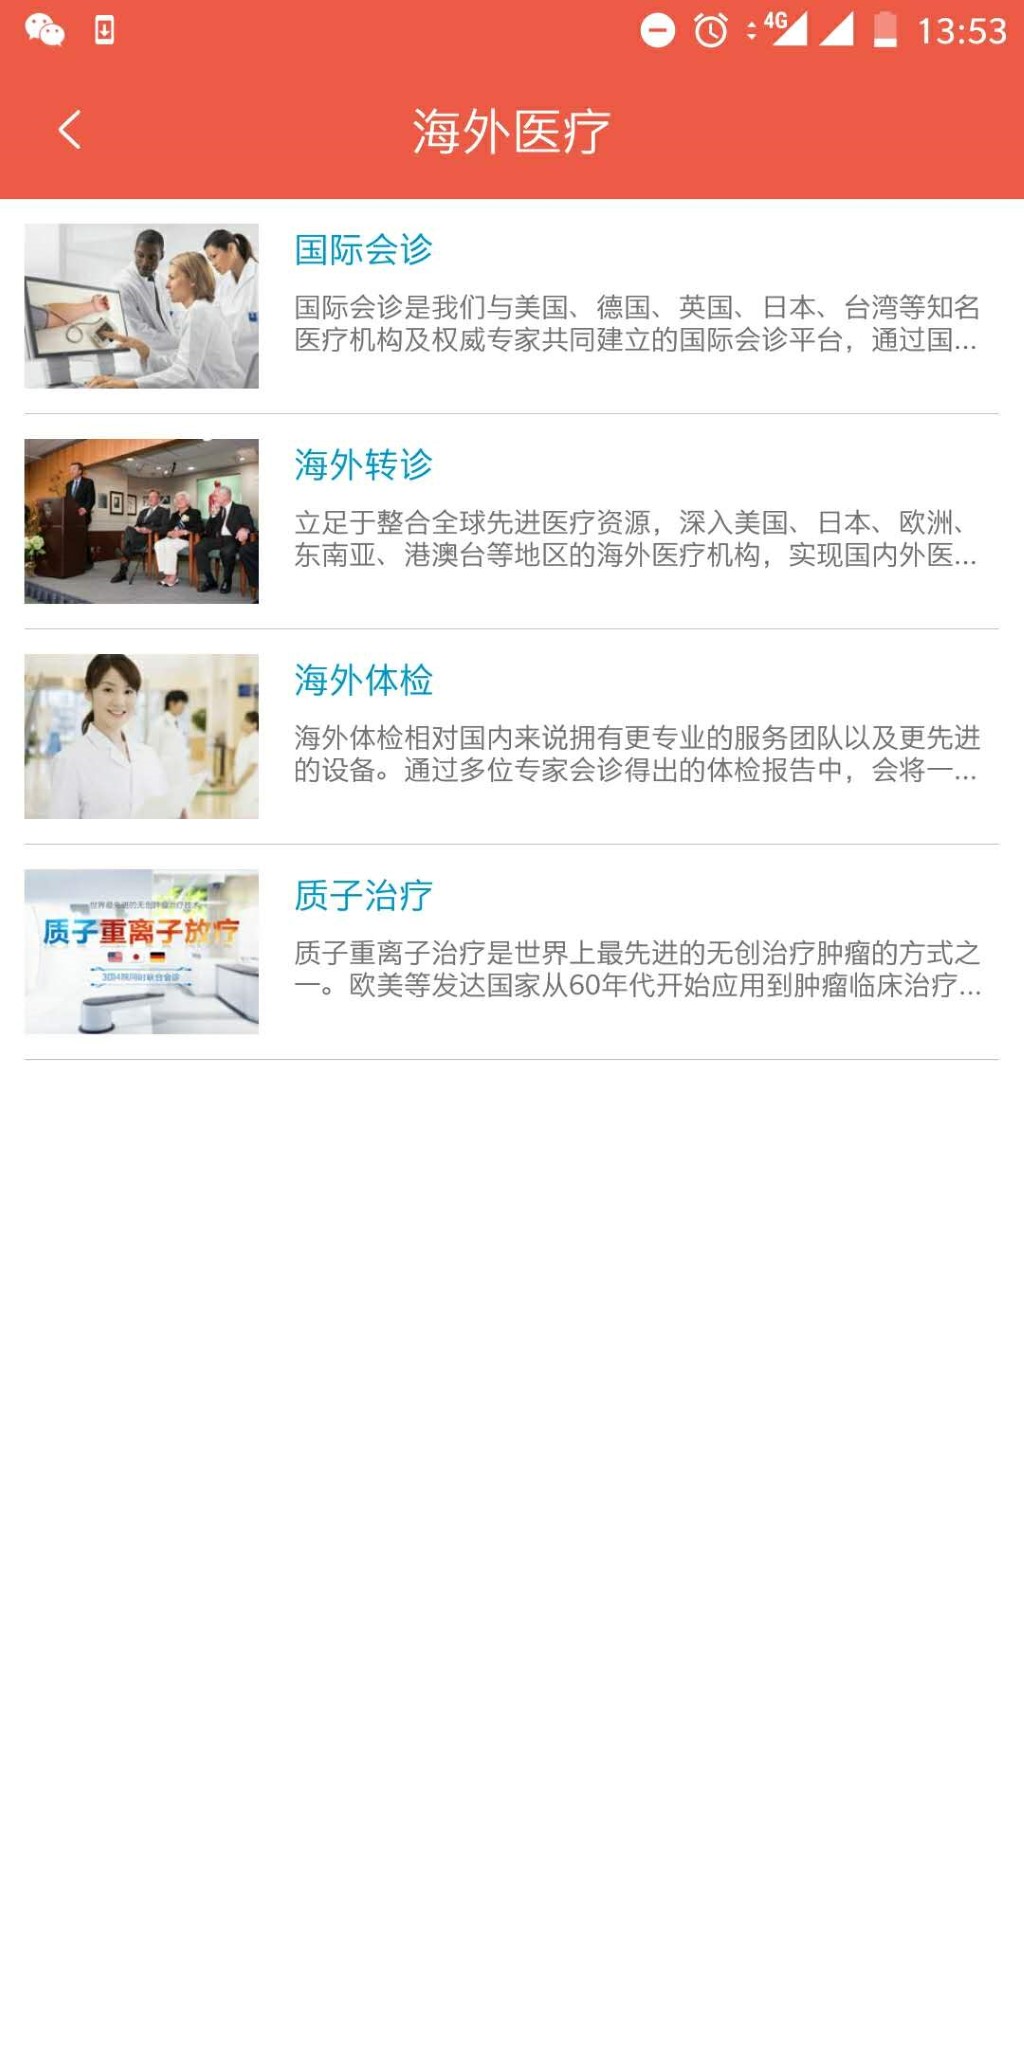 4G 13:53
海外医疗
国际会诊
国际会诊是我们与美国、德国、英国、日本、台湾等知名
医疗机构及权威专家共同建立的国际会诊平台，通过国...
海外转诊
立足于整合全球先进医疗资源，深入美国、日本、欧洲、
东南亚、港澳台等地区的海外医疗机构，实现国内外医...
海外体检
海外体检相对国内来说拥有更专业的服务团队以及更先进
的设备。通过多位专家会诊得出的体检报告中，会将一...
质子重离子放疗
质子治疗
质子重离子治疗是世界上最先进的无创治疗肿瘤的方式之
一。欧美等发达国家从60年代开始应用到肿瘤临床治疗...